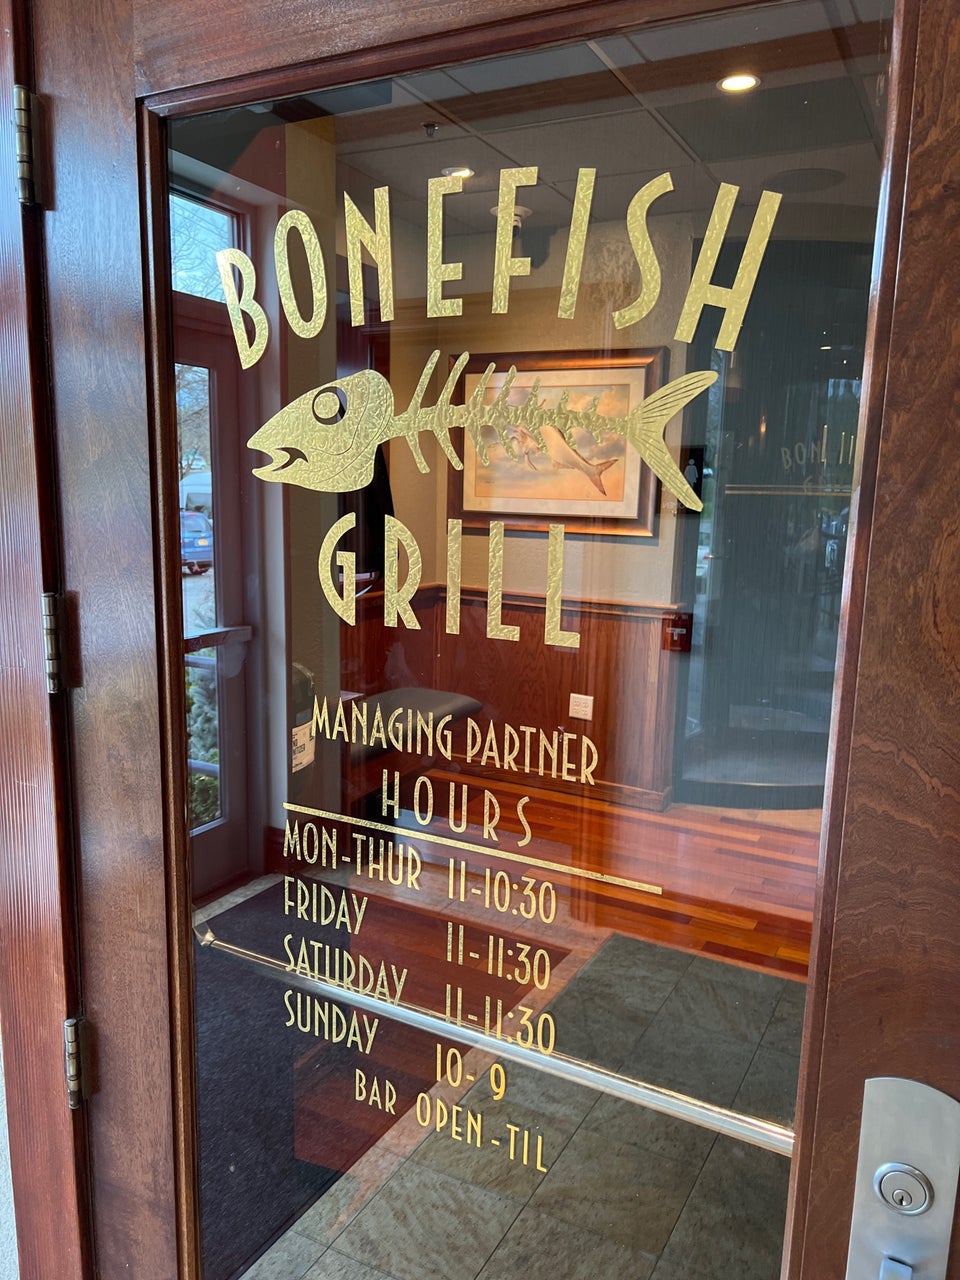 BONEFISH
GRILL
MANAGING PARTNER
HOURS
MON-THUR 11-10:30
FRIDAY 11-11:30
SATURDAY 11-11:30
SUNDAY 10-9
BAR OPEN-TIL